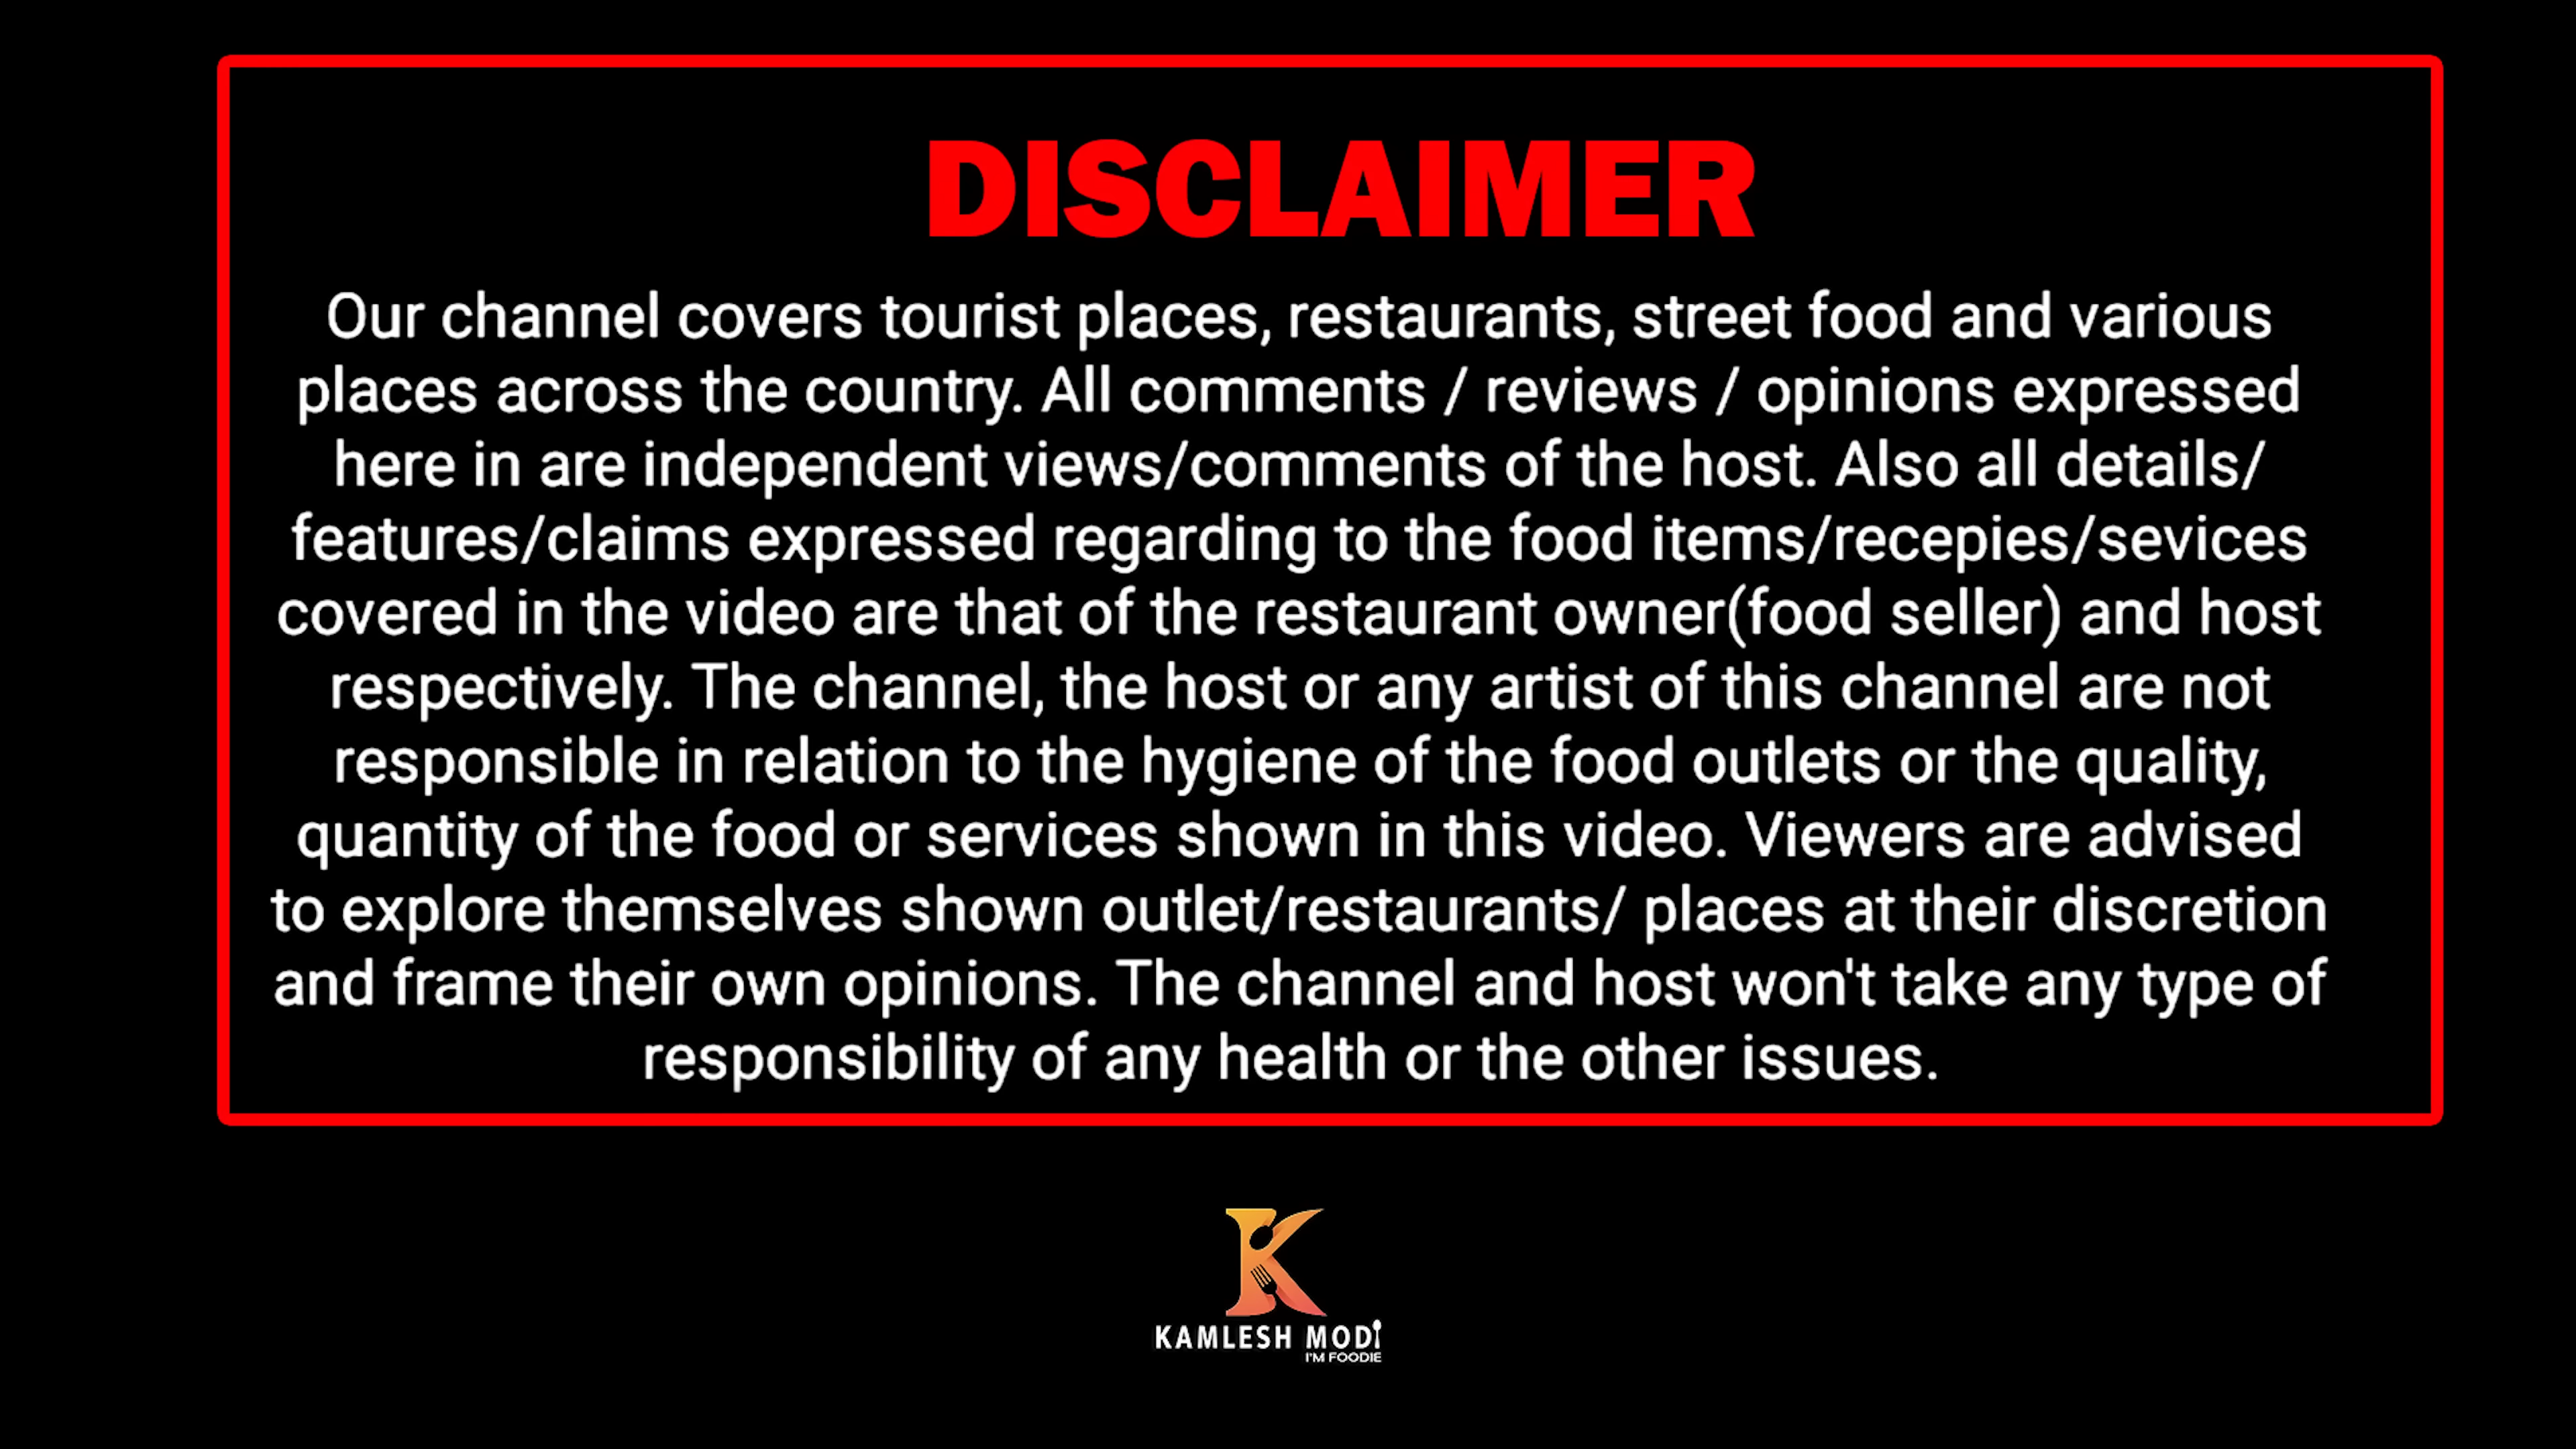 DISCLAIMER
Our channel covers tourist places, restaurants, street food and various
places across the country. All comments / reviews / opinions expressed
here in are independent views/comments of the host. Also all details/
features/claims expressed regarding to the food items/recepies/sevices
covered in the video are that of the restaurant owner(food seller) and host
respectively. The channel, the host or any artist of this channel are not
responsible in relation to the hygiene of the food outlets or the quality,
quantity of the food or services shown in this video. Viewers are advised
to explore themselves shown outlet/restaurants/ places at their discretion
and frame their own opinions. The channel and host won't take any type of
responsibility of any health or the other issues.
K
KAMLESH MODi
I'M FOODIE